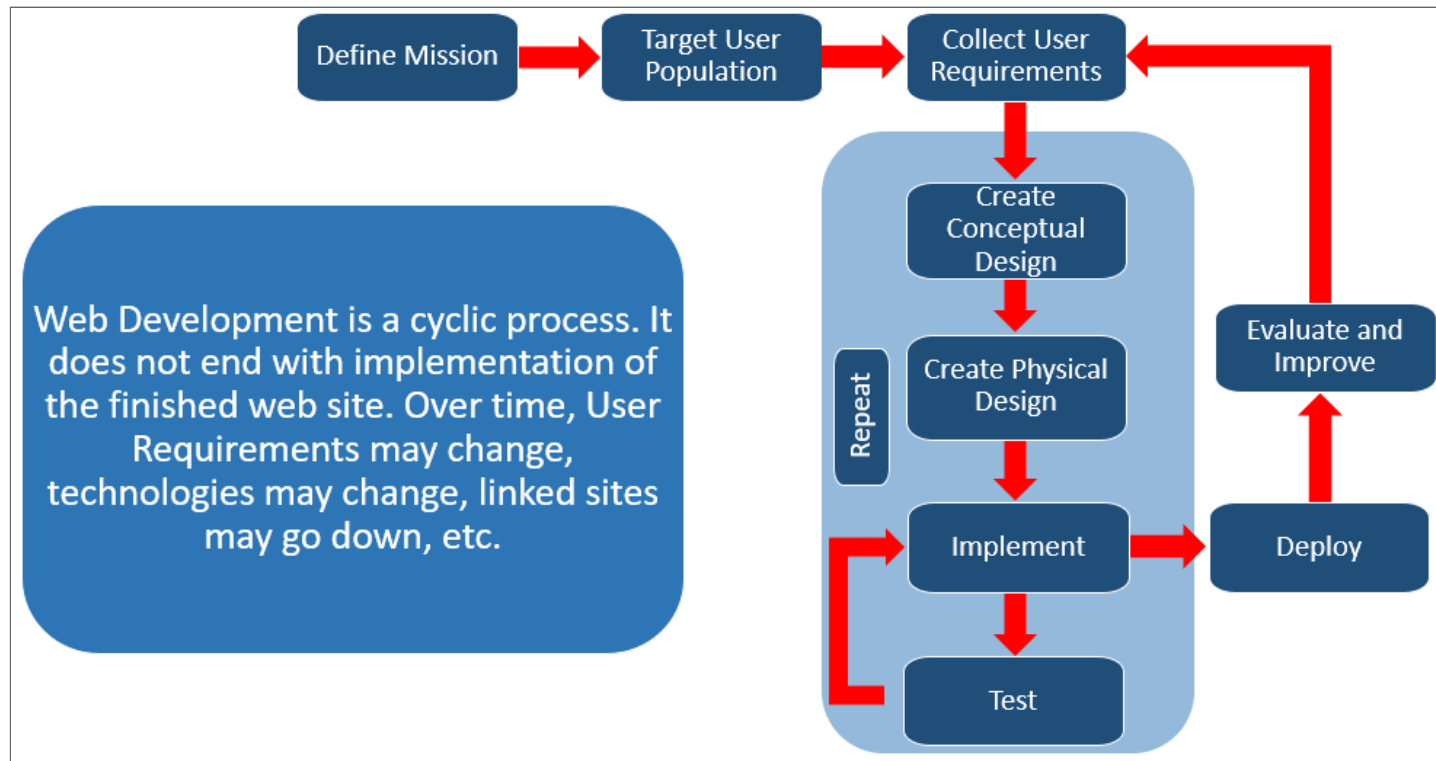 Define Mission
Target User
Population
Collect User
Requirements
Create
Conceptual
Design
Web Development is a cyclic process. It
does not end with implementation of
the finished web site. Over time, User
Requirements may change,
technologies may change, linked sites
may go down, etc.
Repeat
Create Physical
Design
Evaluate and
Improve
Implement
Deploy
Test